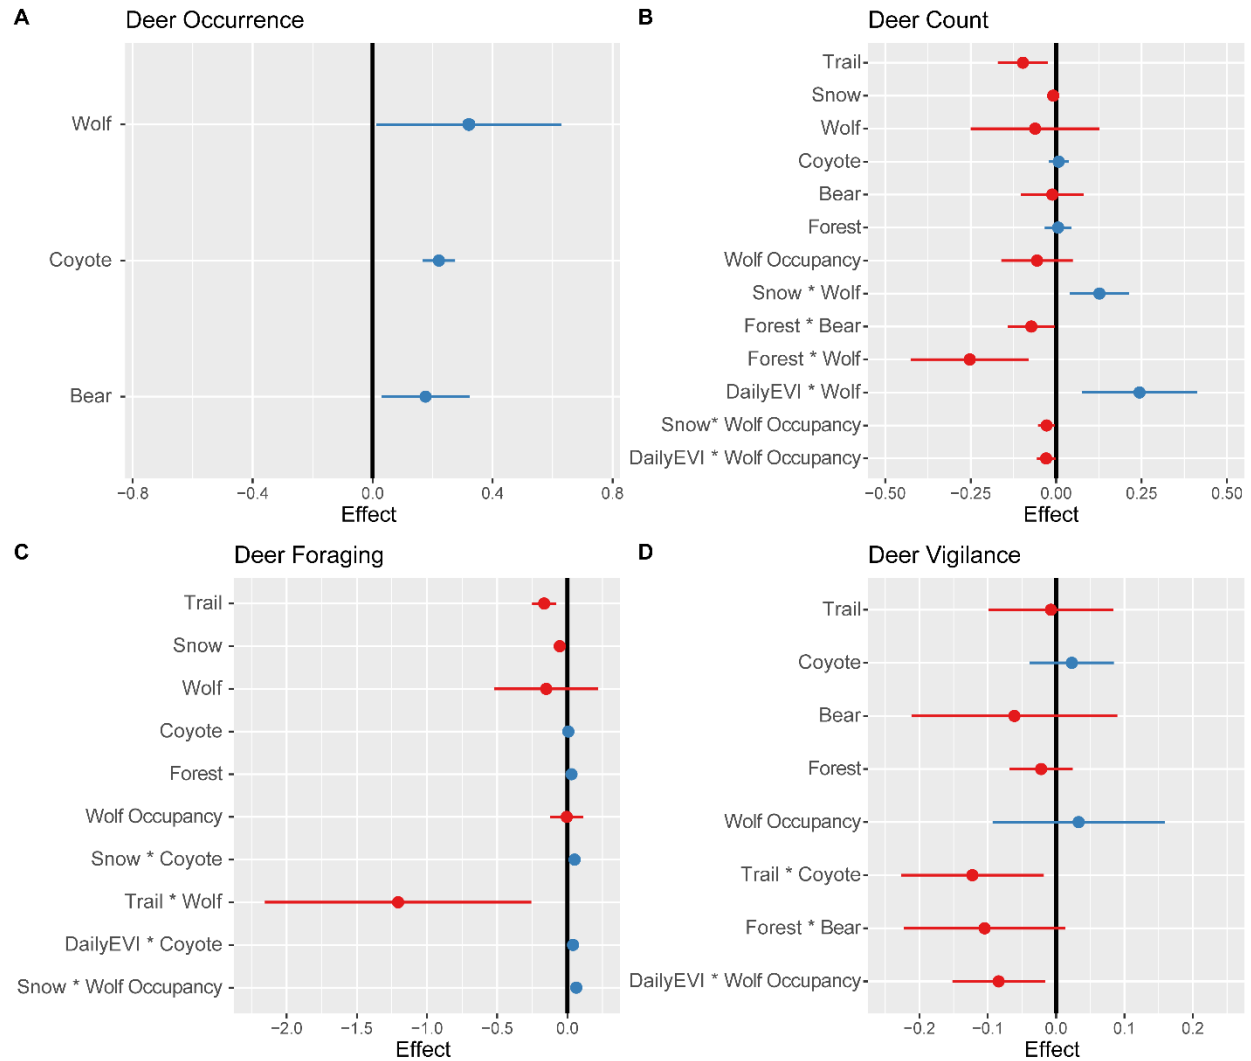 A
Deer Occurrence
Wolf
Coyote
Bear
−0.8
−0.4
0.0
0.4
0.8
Effect
B
Deer Count
Trail
Snow
Wolf
Coyote
Bear
Forest
Wolf Occupancy
Snow * Wolf
Forest * Bear
Forest * Wolf
DailyEVI * Wolf
Snow* Wolf Occupancy
DailyEVI * Wolf Occupancy
−0.50
−0.25
0.00
0.25
0.50
Effect
C
Deer Foraging
Trail
Snow
Wolf
Coyote
Forest
Wolf Occupancy
Snow * Coyote
Trail * Wolf
DailyEVI * Coyote
Snow * Wolf Occupancy
−2.0
−1.5
−1.0
−0.5
0.0
Effect
D
Deer Vigilance
Trail
Coyote
Bear
Forest
Wolf Occupancy
Trail * Coyote
Forest * Bear
DailyEVI * Wolf Occupancy
−0.2
−0.1
0.0
0.1
0.2
Effect